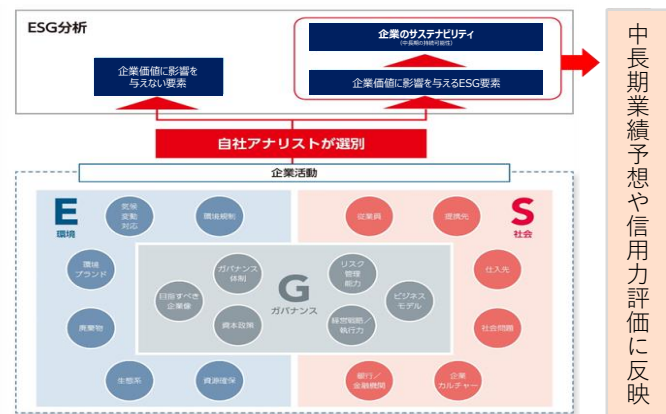 ESG分析
企業のサステナビリティ
(中長期の持続可能性)
企業価値に影響を
与えない要素
企業価値に影響を与えるESG要素
自社アナリストが選別
企業活動
E
環境
気候
変動
対応
環境規制
環境
ブランド
廃棄物
生態系
資源確保
G
ガバナンス
ガバナンス
体制
リスク
管理
能力
目指すべき
企業像
ビジネス
モデル
資本政策
経営戦略/
執行力
S
社会
従業員
提携先
仕入先
社会問題
銀行/
金融機関
企業
カルチャー
中長期業績予想や信用力評価に反映